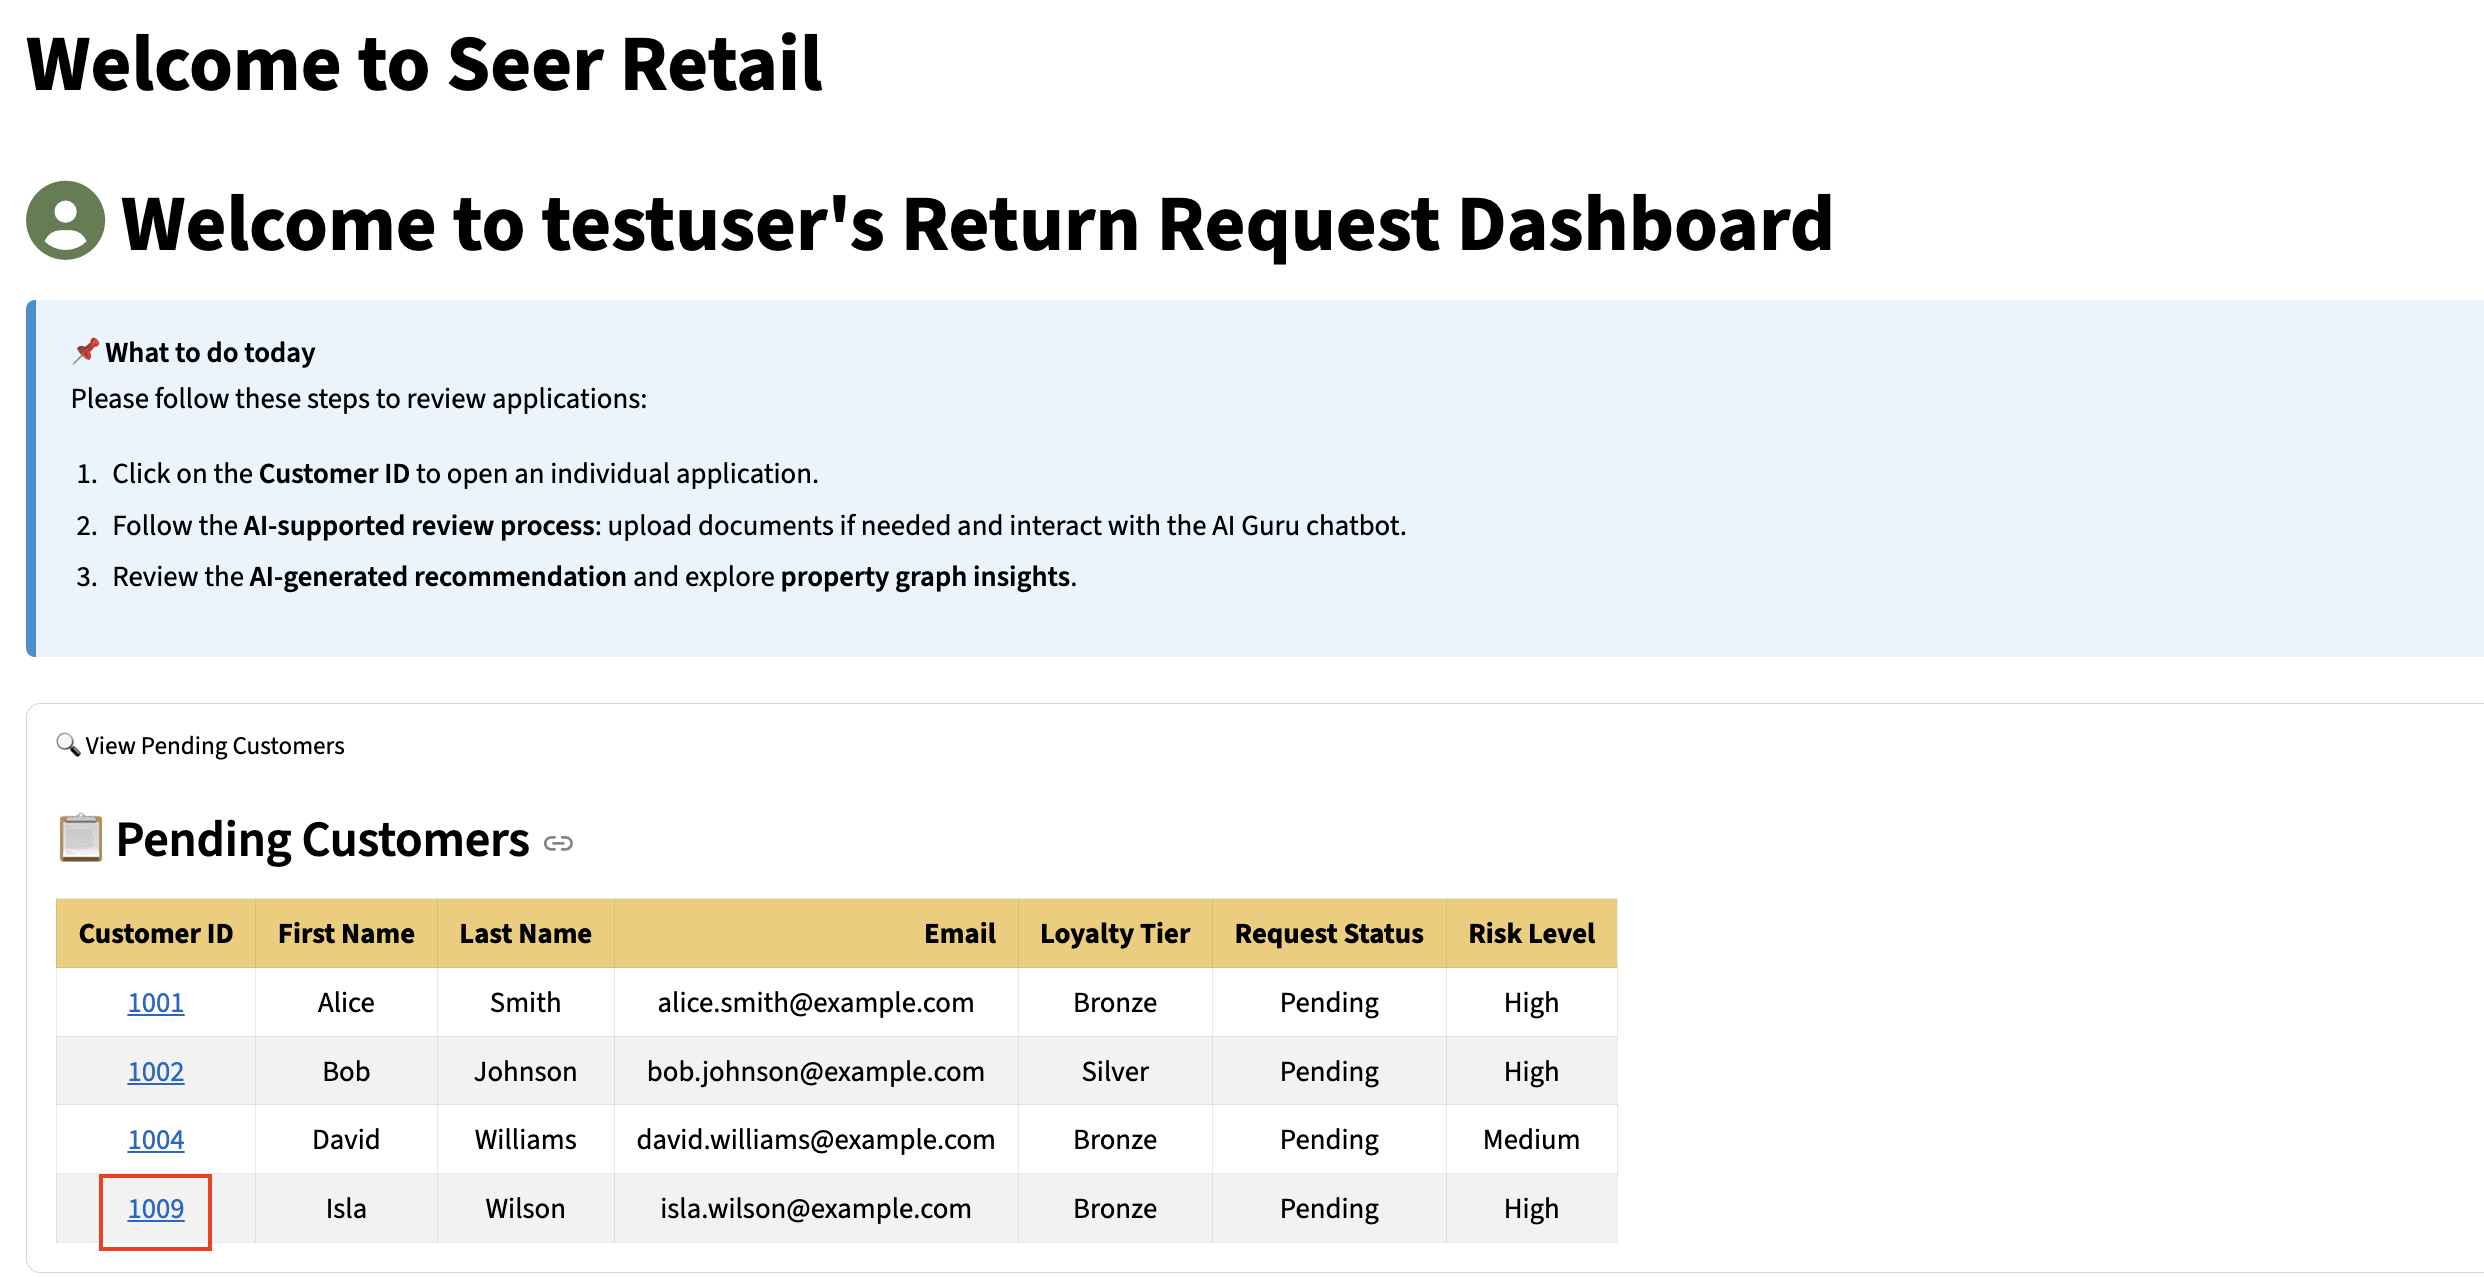 Welcome to Seer Retail
Welcome to testuser's Return Request Dashboard
What to do today
Please follow these steps to review applications:
1. Click on the Customer ID to open an individual application.
2. Follow the AI-supported review process: upload documents if needed and interact with the AI Guru chatbot.
3. Review the AI-generated recommendation and explore property graph insights.
View Pending Customers
Pending Customers
Customer ID First Name Last Name Email Loyalty Tier Request Status Risk Level
1001 Alice Smith alice.smith@example.com Bronze Pending High
1002 Bob Johnson bob.johnson@example.com Silver Pending High
1004 David Williams david.williams@example.com Bronze Pending Medium
1009 Isla Wilson isla.wilson@example.com Bronze Pending High